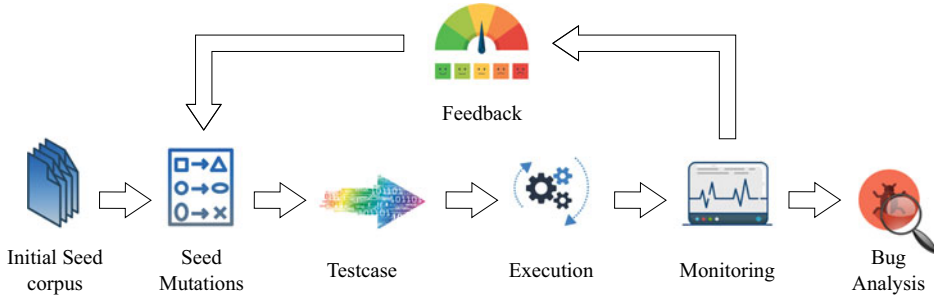 Feedback
Initial Seed
corpus
Seed
Mutations
Testcase
Execution
Monitoring
Bug
Analysis